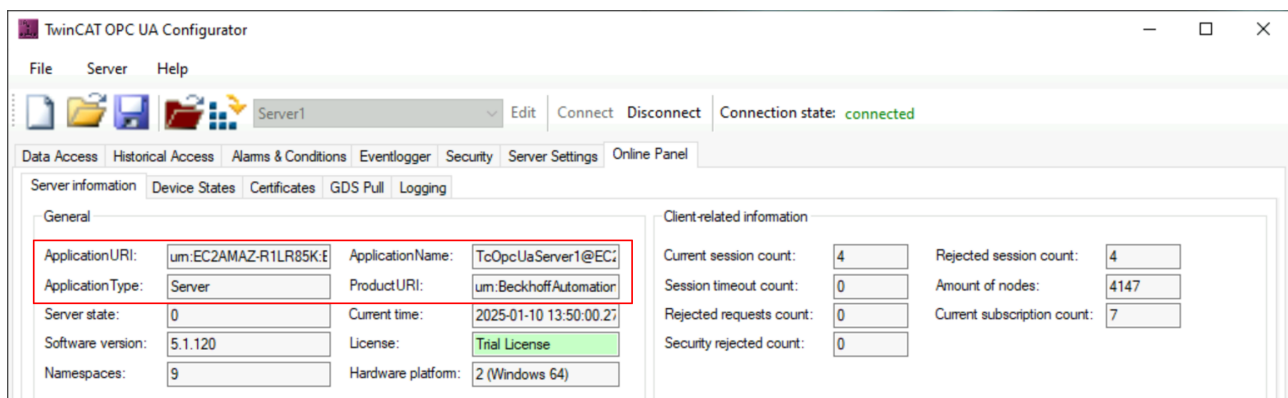 TwinCAT OPC UA Configurator
File Server Help
Server1 Edit Connect Disconnect Connection state: connected
Data Access Historical Access Alarms & Conditions Eventlogger Security Server Settings Online Panel
Server information Device States Certificates GDS Pull Logging
General
ApplicationURI: urn:EC2AMAZ-R1LR85K:E ApplicationName: TcOpcUaServer1@EC2
ApplicationType: Server ProductURI: urn:BeckhoffAutomation
Server state: 0 Current time: 2025-01-10 13:50:00.27
Software version: 5.1.120 License: Trial License
Namespaces: 9 Hardware platform: 2 (Windows 64)
Client-related information
Current session count: 4 Rejected session count: 4
Session timeout count: 0 Amount of nodes: 4147
Rejected requests count: 0 Current subscription count: 7
Security rejected count: 0